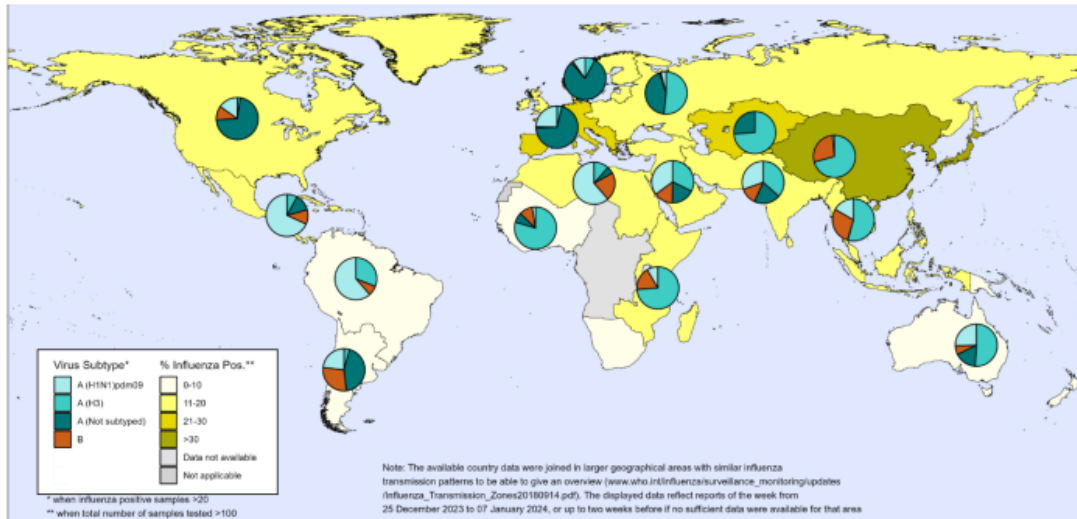 Virus Subtype*
A (H1N1)pdm09
A (H3)
A (Not subtyped)
B
% Influenza Pos.**
0-10
11-20
21-30
>30
Data not available
Not applicable
* when influenza positive samples >20
** when total number of samples tested >100
Note: The available country data were joined in larger geographical areas with similar influenza
transmission patterns to be able to give an overview (www.who.int/influenza/surveillance_monitoring/updates
/Influenza_Transmission_Zones20180914.pdf). The displayed data reflect reports of the week from
25 December 2023 to 07 January 2024, or up to two weeks before if no sufficient data were available for that area